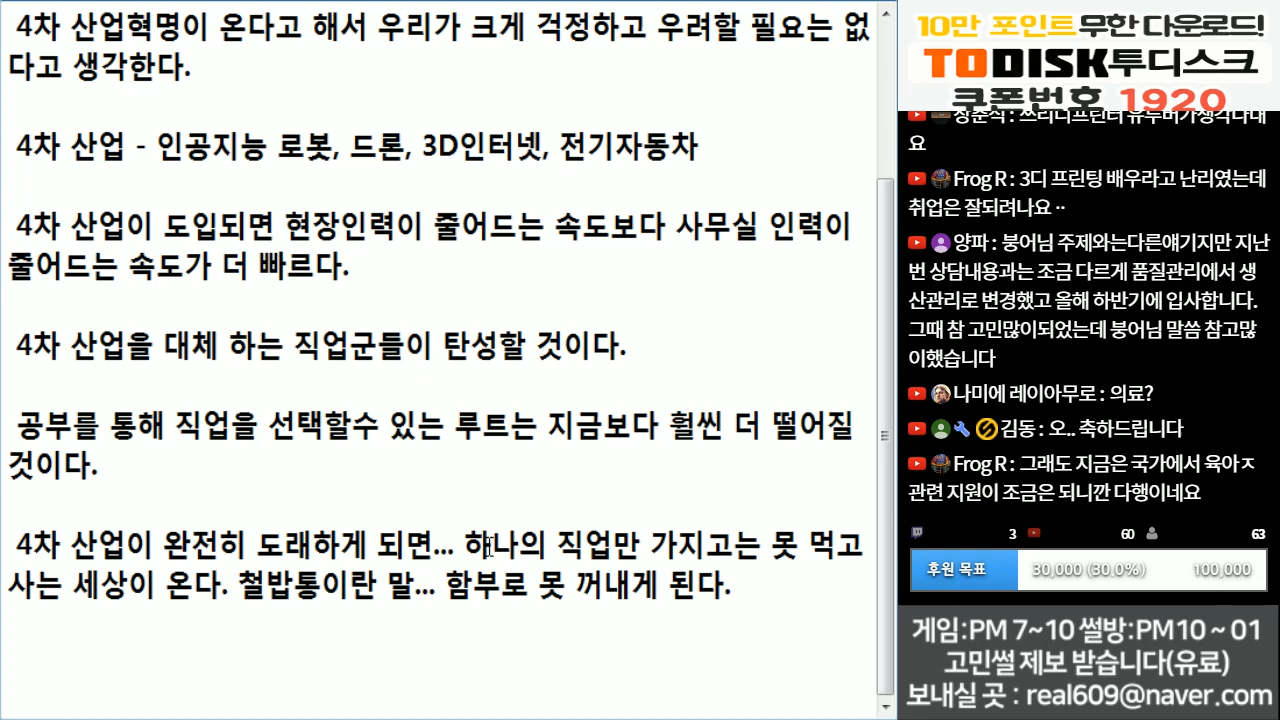 4차 산업혁명이 온다고 해서 우리가 크게 걱정하고 우려할 필요는 없
다고 생각한다.
4차 산업 - 인공지능 로봇, 드론, 3D인터넷, 전기자동차
4차 산업이 도입되면 현장인력이 줄어드는 속도보다 사무실 인력이
줄어드는 속도가 더 빠르다.
4차 산업을 대체 하는 직업군들이 탄성할 것이다.
공부를 통해 직업을 선택할수 있는 루트는 지금보다 훨씬 더 떨어질
것이다.
4차 산업이 완전히 도래하게 되면... 하나의 직업만 가지고는 못 먹고
사는 세상이 온다. 철밥통이란 말... 함부로 못 꺼내게 된다.
10만 포인트 무한 다운로드!
TODISK투디스크
쿠폰번호 1920
장준석 : 쓰리디프린터 유투버가생각나네
요
Frog R : 3디 프린팅 배우라고 난리였는데
취업은 잘되려나요 ··
양파 : 붕어님 주제와는다른얘기지만 지난
번 상담내용과는 조금 다르게 품질관리에서 생
산관리로 변경했고 올해 하반기에 입사합니다.
그때 참 고민많이되었는데 붕어님 말씀 참고많
이했습니다
나미에 레이아무로 : 의료?
김동 : 오.. 축하드립니다
Frog R : 그래도 지금은 국가에서 육아ㅈ
관련 지원이 조금은 되니깐 다행이네요
3 60 63
후원 목표 30,000 (30.0%) 100,000
게임:PM 7~10 썰방:PM10 ~ 01
고민썰 제보 받습니다(유료)
보내실 곳 : real609@naver.com